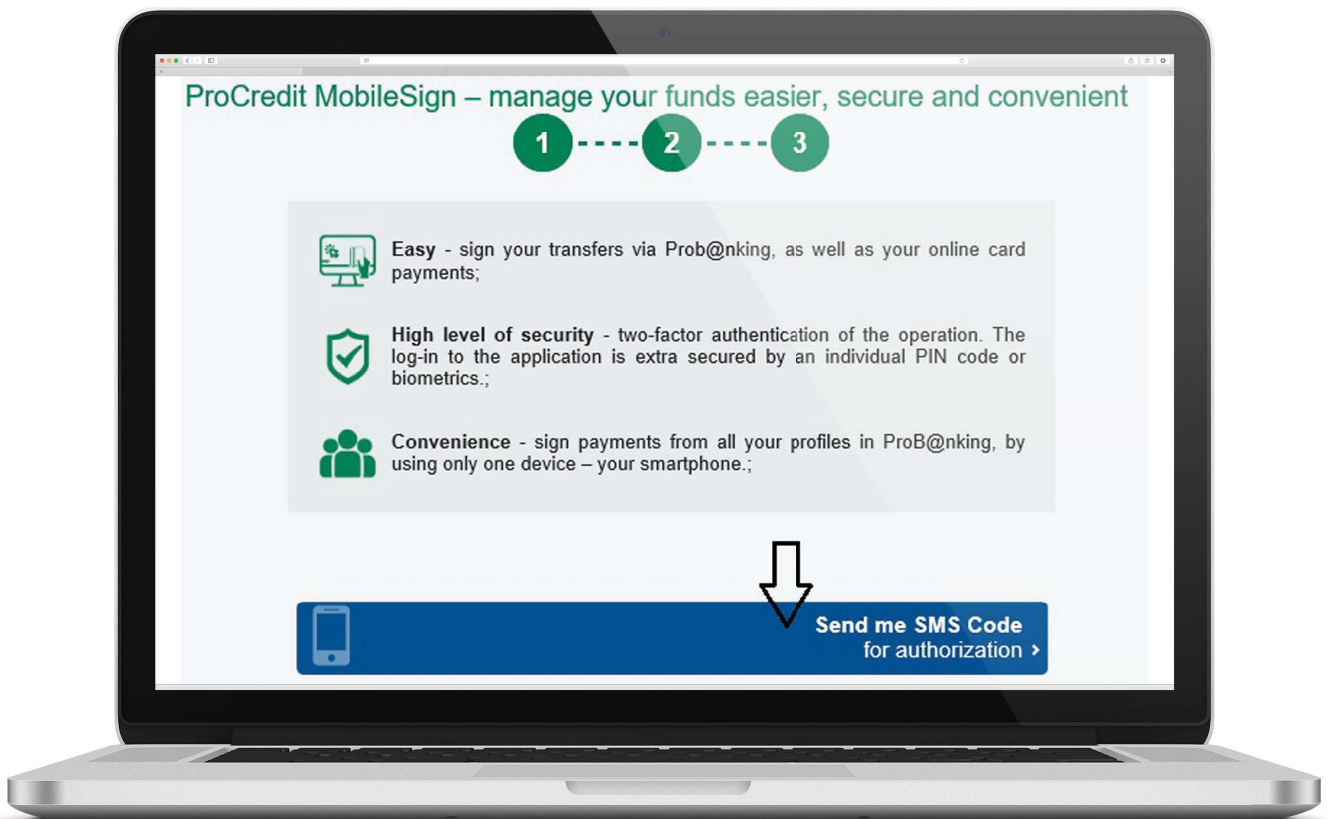 ProCredit MobileSign – manage your funds easier, secure and convenient
1 2 3
Easy - sign your transfers via Prob@nking, as well as your online card
payments;
High level of security - two-factor authentication of the operation. The
log-in to the application is extra secured by an individual PIN code or
biometrics.;
Convenience - sign payments from all your profiles in ProB@nking, by
using only one device – your smartphone.;
Send me SMS Code
for authorization ›